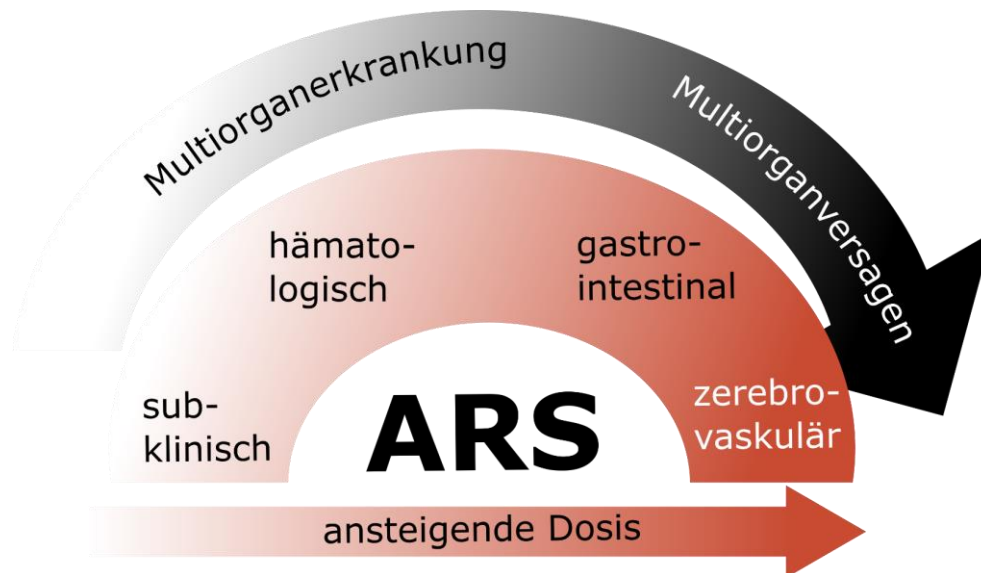 Multiorganerkrankung
Multiorganversagen
hämato-
logisch
gastro-
intestinal
sub-
klinisch
ARS
zerebro-
vaskulär
ansteigende Dosis